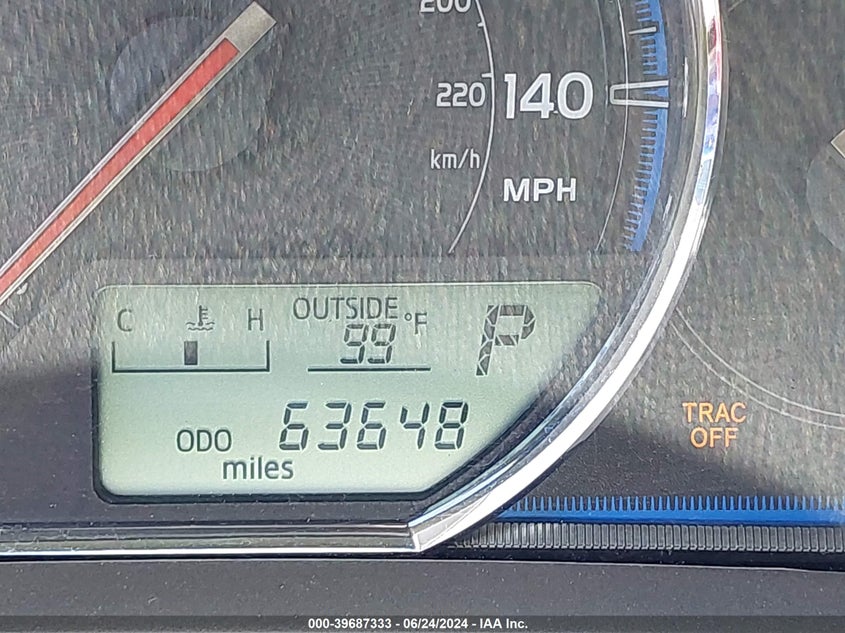 200
220
140
km/h
MPH
C H OUTSIDE °F P
99
ODO 63648
miles
TRAC
OFF
000-39687333 - 06/24/2024 - IAA Inc.